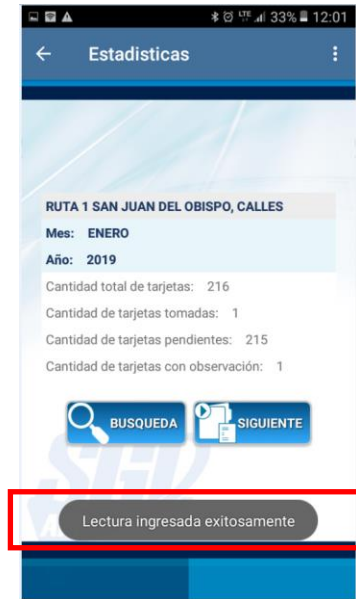 LTE 33% 12:01
Estadisticas
RUTA 1 SAN JUAN DEL OBISPO, CALLES
Mes: ENERO
Año: 2019
Cantidad total de tarjetas: 216
Cantidad de tarjetas tomadas: 1
Cantidad de tarjetas pendientes: 215
Cantidad de tarjetas con observación: 1
BUSQUEDA SIGUIENTE
Lectura ingresada exitosamente